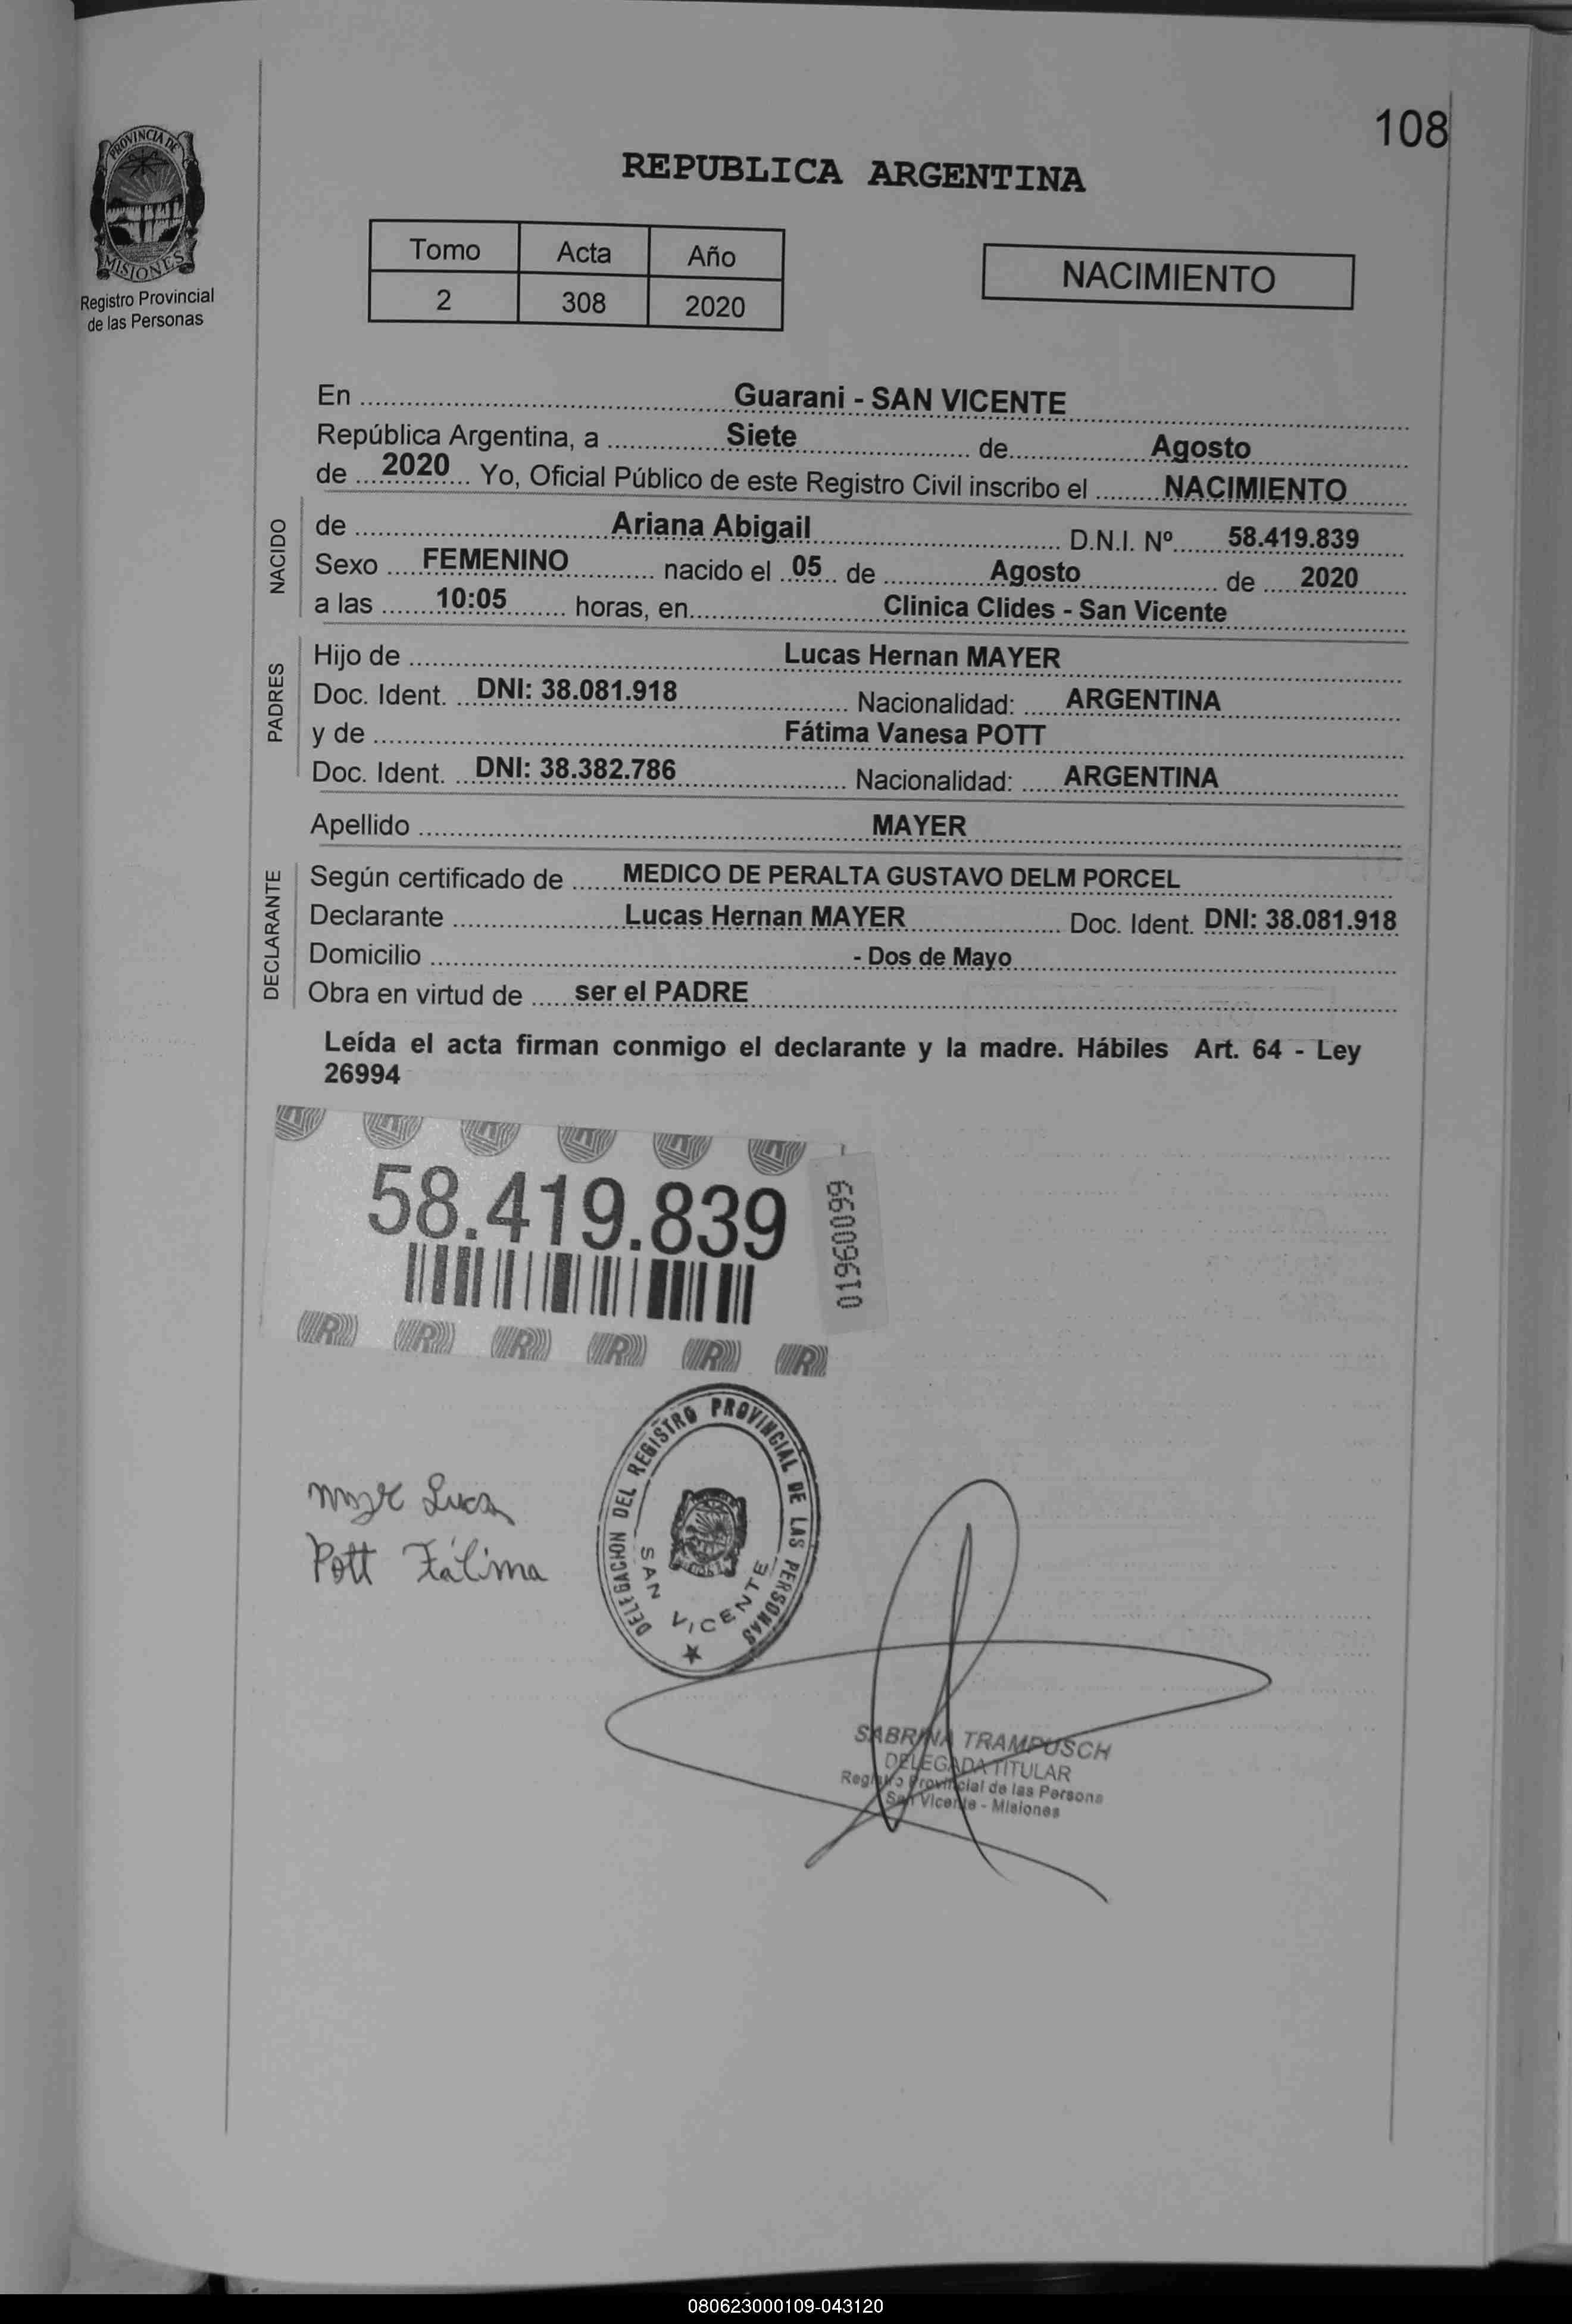 108
PROVINCIA DE
MISIONES
Registro Provincial
de las Personas
REPUBLICA ARGENTINA
Tomo Acta Año
2 308 2020
NACIMIENTO
En Guarani - SAN VICENTE
República Argentina, a Siete de Agosto
de 2020 Yo, Oficial Público de este Registro Civil inscribo el NACIMIENTO
NACIDO
de Ariana Abigail D.N.I. Nº 58.419.839
Sexo FEMENINO nacido el 05 de Agosto de 2020
a las 10:05 horas, en Clinica Clides - San Vicente
PADRES
Hijo de Lucas Hernan MAYER
Doc. Ident. DNI: 38.081.918 Nacionalidad: ARGENTINA
y de Fátima Vanesa POTT
Doc. Ident. DNI: 38.382.786 Nacionalidad: ARGENTINA
Apellido MAYER
DECLARANTE
Según certificado de MEDICO DE PERALTA GUSTAVO DELM PORCEL
Declarante Lucas Hernan MAYER Doc. Ident. DNI: 38.081.918
Domicilio - Dos de Mayo
Obra en virtud de ser el PADRE
Leída el acta firman conmigo el declarante y la madre. Hábiles Art. 64 - Ley
26994
58.419.839
01960099
DELEGACION DEL REGISTRO PROVINCIAL DE LAS PERSONAS
SAN VICENTE
Lucas
Pott Fátima
SABRINA TRAMPUSCH
DELEGADA TITULAR
Registro Provincial de las Persona
San Vicente - Misiones
080623000109-043120